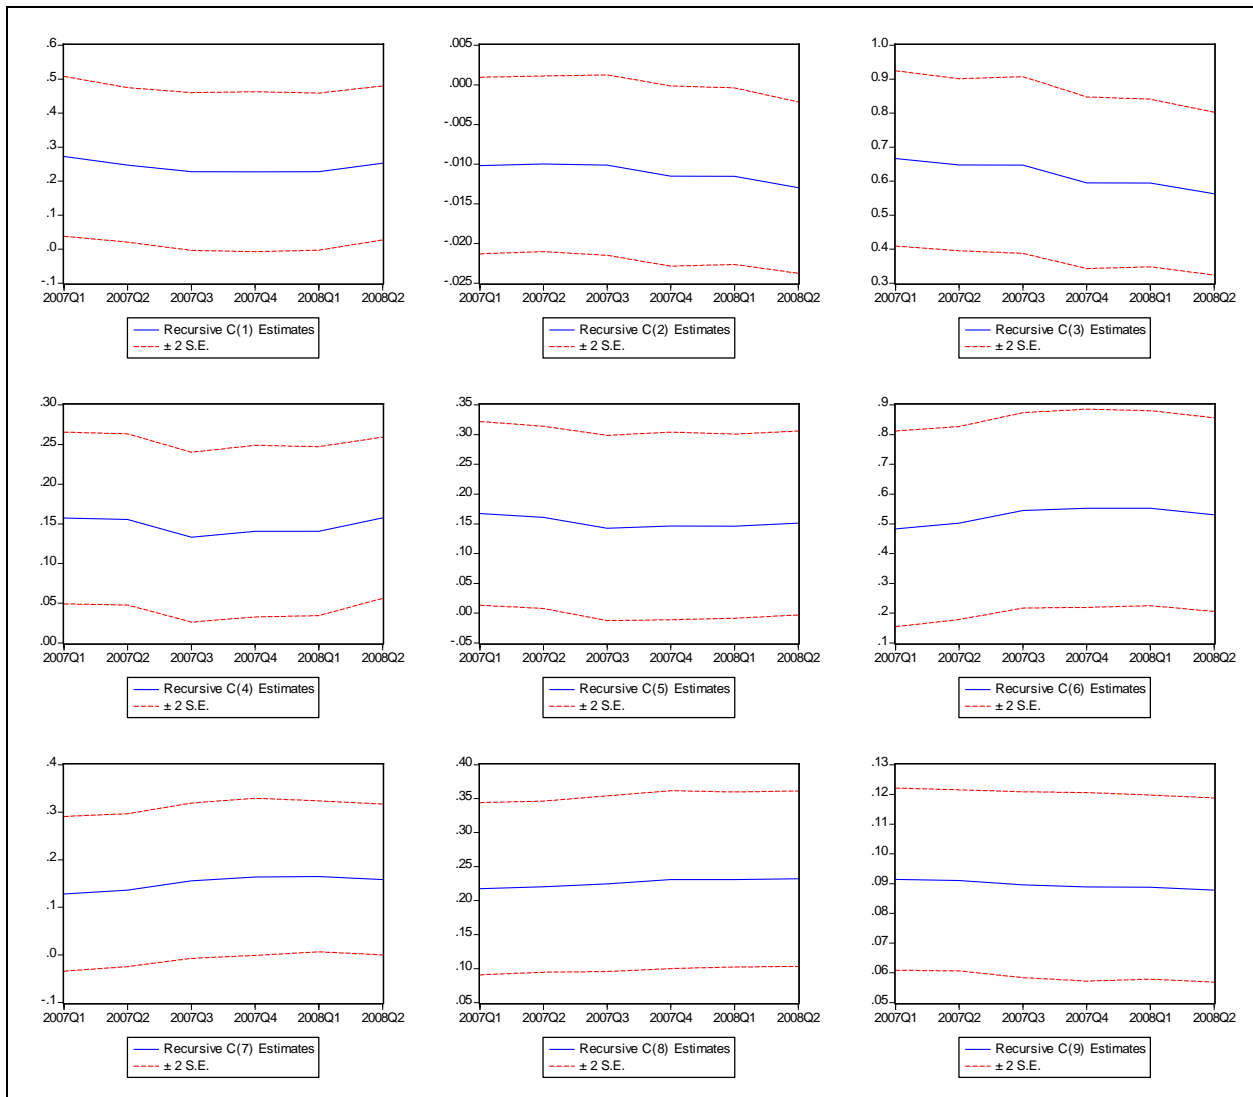 .6
.5
.4
.3
.2
.1
.0
-.1
2007Q1 2007Q2 2007Q3 2007Q4 2008Q1 2008Q2
Recursive C(1) Estimates
± 2 S.E.
.005
.000
-.005
-.010
-.015
-.020
-.025
2007Q1 2007Q2 2007Q3 2007Q4 2008Q1 2008Q2
Recursive C(2) Estimates
± 2 S.E.
1.0
0.9
0.8
0.7
0.6
0.5
0.4
0.3
2007Q1 2007Q2 2007Q3 2007Q4 2008Q1 2008Q2
Recursive C(3) Estimates
± 2 S.E.
.30
.25
.20
.15
.10
.05
.00
2007Q1 2007Q2 2007Q3 2007Q4 2008Q1 2008Q2
Recursive C(4) Estimates
± 2 S.E.
.35
.30
.25
.20
.15
.10
.05
.00
-.05
2007Q1 2007Q2 2007Q3 2007Q4 2008Q1 2008Q2
Recursive C(5) Estimates
± 2 S.E.
.9
.8
.7
.6
.5
.4
.3
.2
.1
2007Q1 2007Q2 2007Q3 2007Q4 2008Q1 2008Q2
Recursive C(6) Estimates
± 2 S.E.
.4
.3
.2
.1
.0
-.1
2007Q1 2007Q2 2007Q3 2007Q4 2008Q1 2008Q2
Recursive C(7) Estimates
± 2 S.E.
.40
.35
.30
.25
.20
.15
.10
.05
2007Q1 2007Q2 2007Q3 2007Q4 2008Q1 2008Q2
Recursive C(8) Estimates
± 2 S.E.
.13
.12
.11
.10
.09
.08
.07
.06
.05
2007Q1 2007Q2 2007Q3 2007Q4 2008Q1 2008Q2
Recursive C(9) Estimates
± 2 S.E.